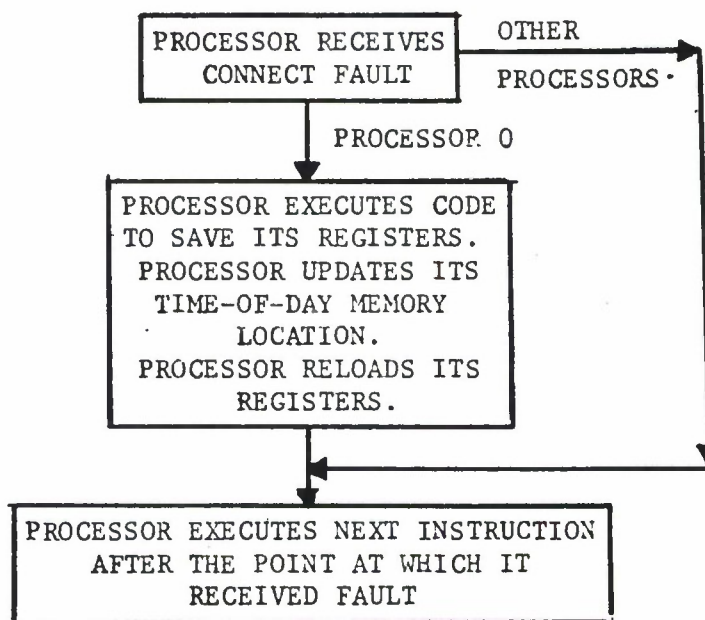 PROCESSOR RECEIVES
CONNECT FAULT
OTHER
PROCESSORS
PROCESSOR 0
PROCESSOR EXECUTES CODE
TO SAVE ITS REGISTERS.
PROCESSOR UPDATES ITS
TIME-OF-DAY MEMORY
LOCATION.
PROCESSOR RELOADS ITS
REGISTERS.
PROCESSOR EXECUTES NEXT INSTRUCTION
AFTER THE POINT AT WHICH IT
RECEIVED FAULT